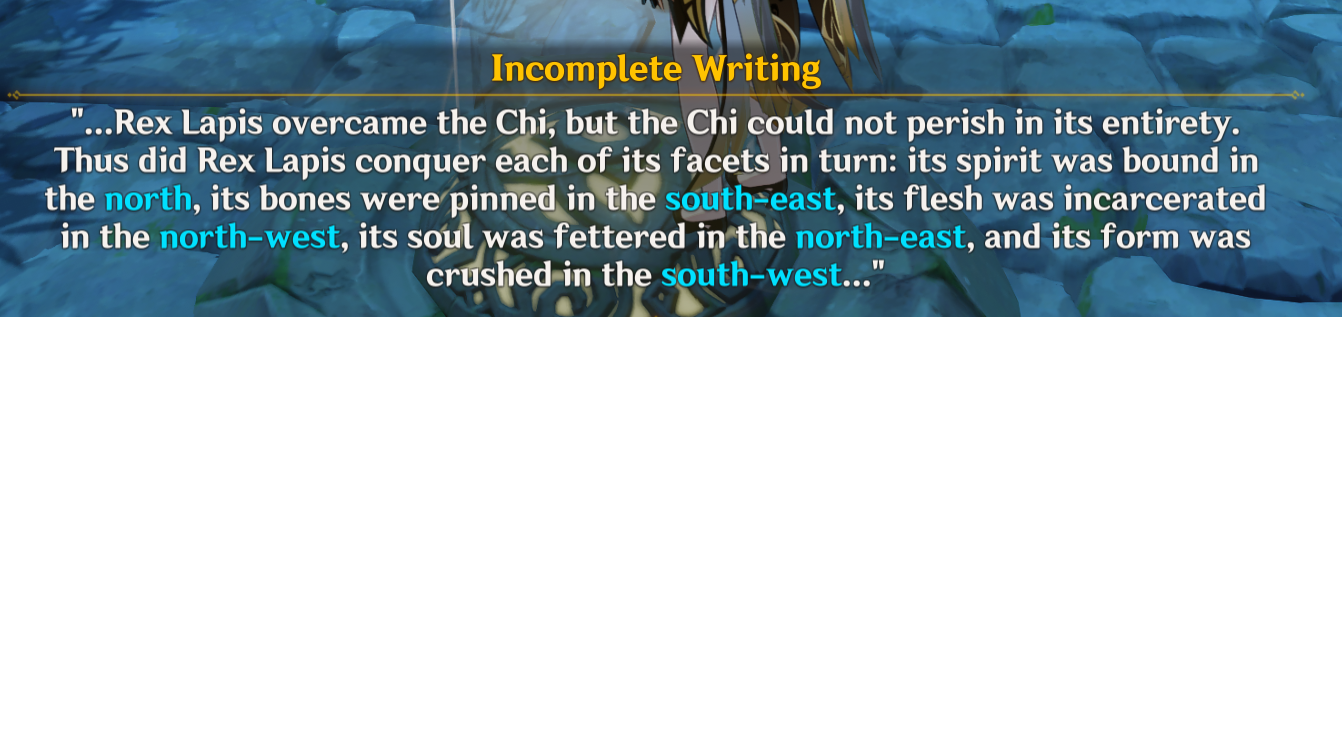 Incomplete Writing
"...Rex Lapis overcame the Chi, but the Chi could not perish in its entirety.
Thus did Rex Lapis conquer each of its facets in turn: its spirit was bound in
the north, its bones were pinned in the south-east, its flesh was incarcerated
in the north-west, its soul was fettered in the north-east, and its form was
crushed in the south-west..."